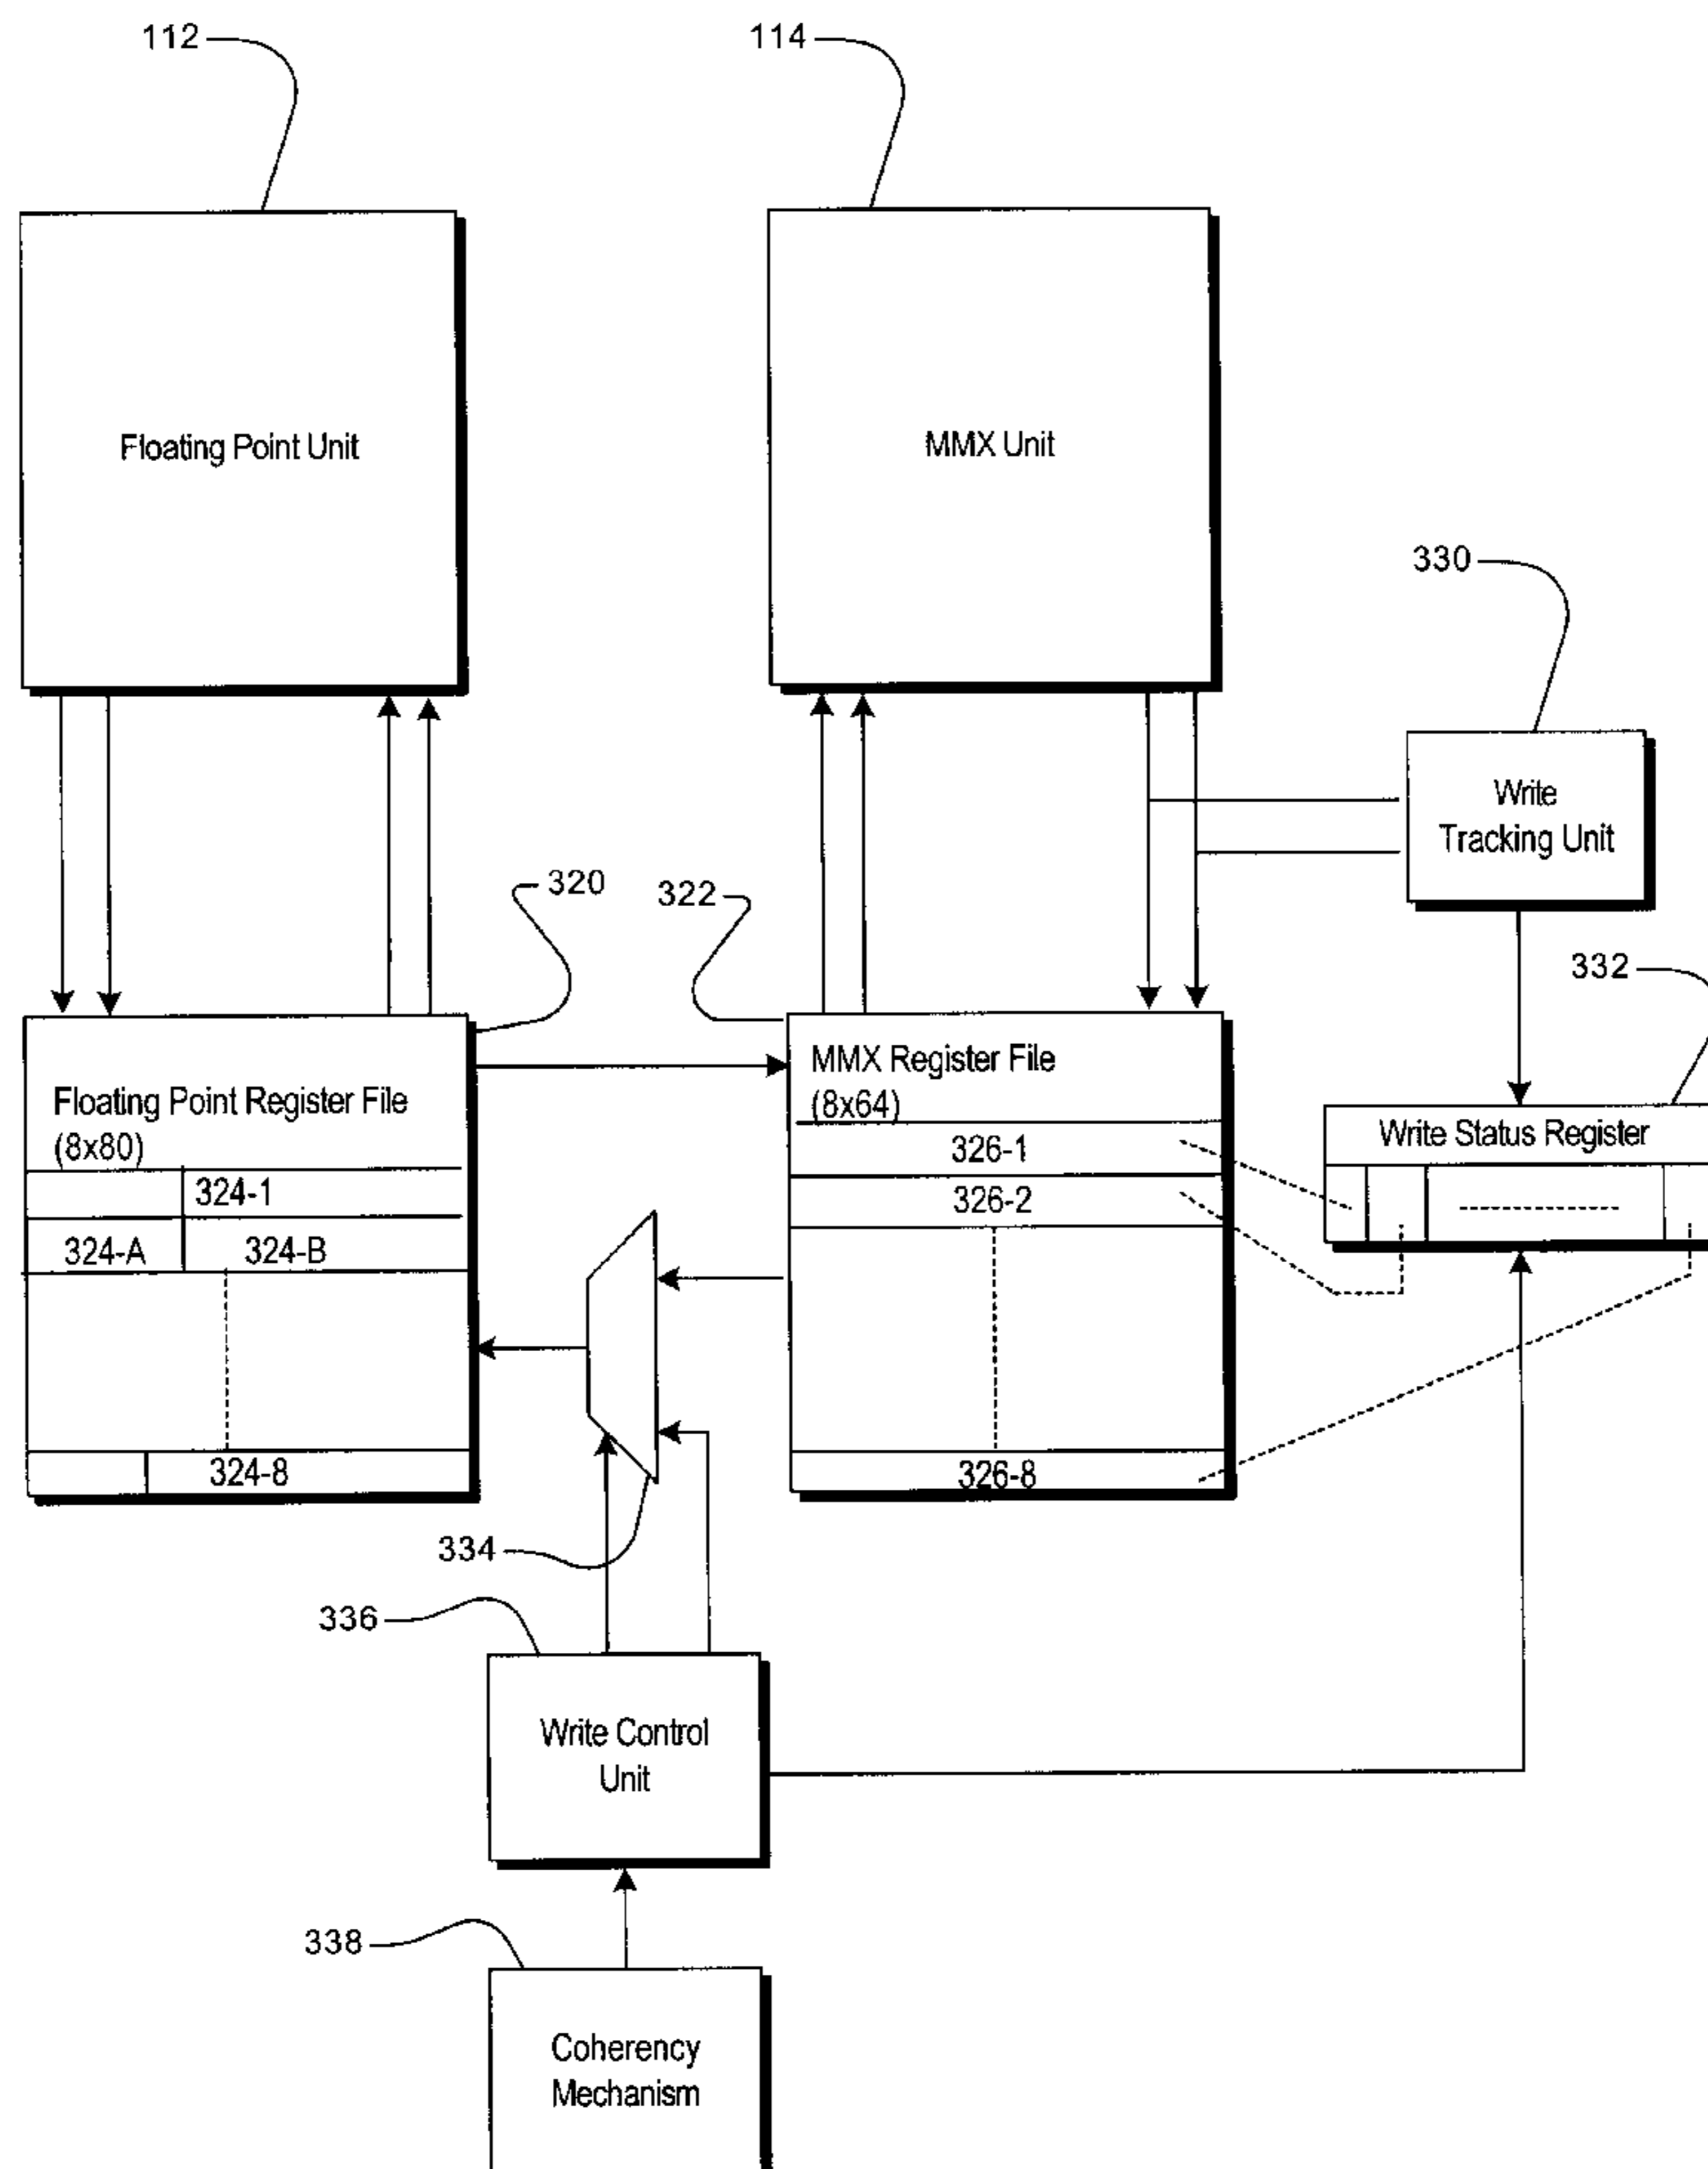 112
114
Floating Point Unit
MMX Unit
330
Write
Tracking Unit
320
322
332
Floating Point Register File
(8x80)
MMX Register File
(8x64)
Write Status Register
324-1
326-1
324-A
324-B
326-2
324-8
326-8
334
336
Write Control
Unit
338
Coherency
Mechanism